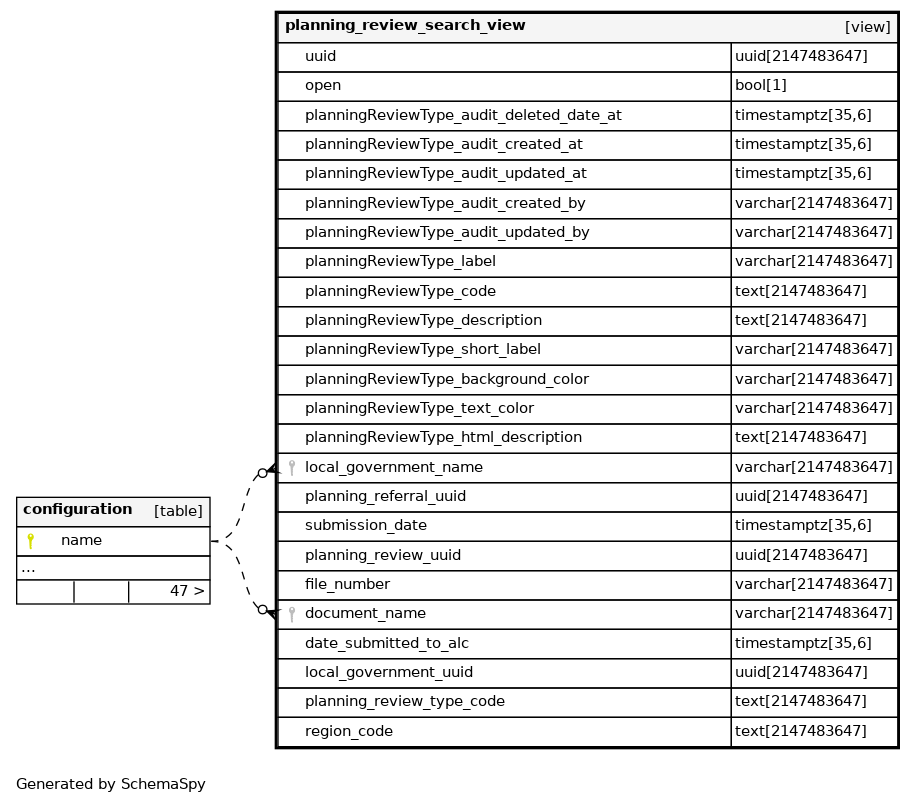 planning_review_search_view [view]
uuid uuid[2147483647]
open bool[1]
planningReviewType_audit_deleted_date_at timestamptz[35,6]
planningReviewType_audit_created_at timestamptz[35,6]
planningReviewType_audit_updated_at timestamptz[35,6]
planningReviewType_audit_created_by varchar[2147483647]
planningReviewType_audit_updated_by varchar[2147483647]
planningReviewType_label varchar[2147483647]
planningReviewType_code text[2147483647]
planningReviewType_description text[2147483647]
planningReviewType_short_label varchar[2147483647]
planningReviewType_background_color varchar[2147483647]
planningReviewType_text_color varchar[2147483647]
planningReviewType_html_description text[2147483647]
local_government_name varchar[2147483647]
planning_referral_uuid uuid[2147483647]
submission_date timestamptz[35,6]
planning_review_uuid uuid[2147483647]
file_number varchar[2147483647]
document_name varchar[2147483647]
date_submitted_to_alc timestamptz[35,6]
local_government_uuid uuid[2147483647]
planning_review_type_code text[2147483647]
region_code text[2147483647]
configuration [table]
name
...
47 >
Generated by SchemaSpy